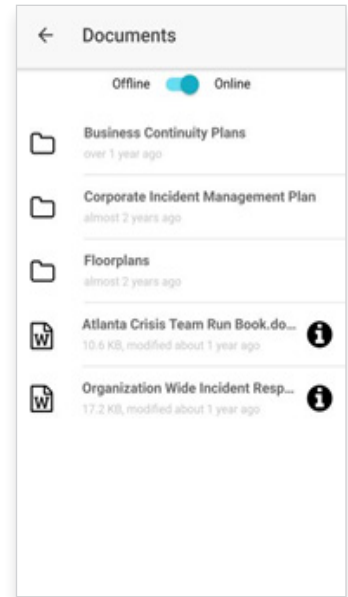 Documents
Offline Online
Business Continuity Plans
over 1 year ago
Corporate Incident Management Plan
almost 2 years ago
Floorplans
almost 2 years ago
Atlanta Crisis Team Run Book.do...
10.6 KB, modified about 1 year ago
Organization Wide Incident Resp...
17.2 KB, modified about 1 year ago